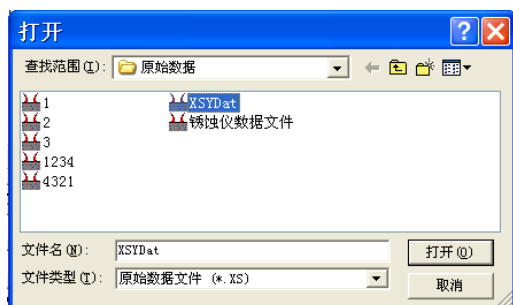 打开
查找范围(I): 原始数据
1 XSYDat
2 锈蚀仪数据文件
3
1234
4321
文件名(N): XSYDat 打开(O)
文件类型(T): 原始数据文件 (*.XS) 取消